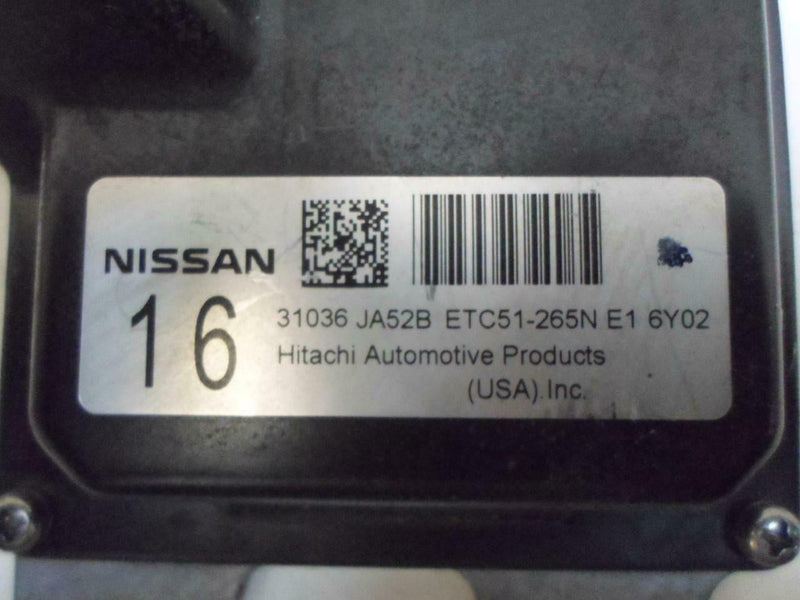 NISSAN
16
31036 JA52B ETC51-265N E1 6Y02
Hitachi Automotive Products
(USA).Inc.